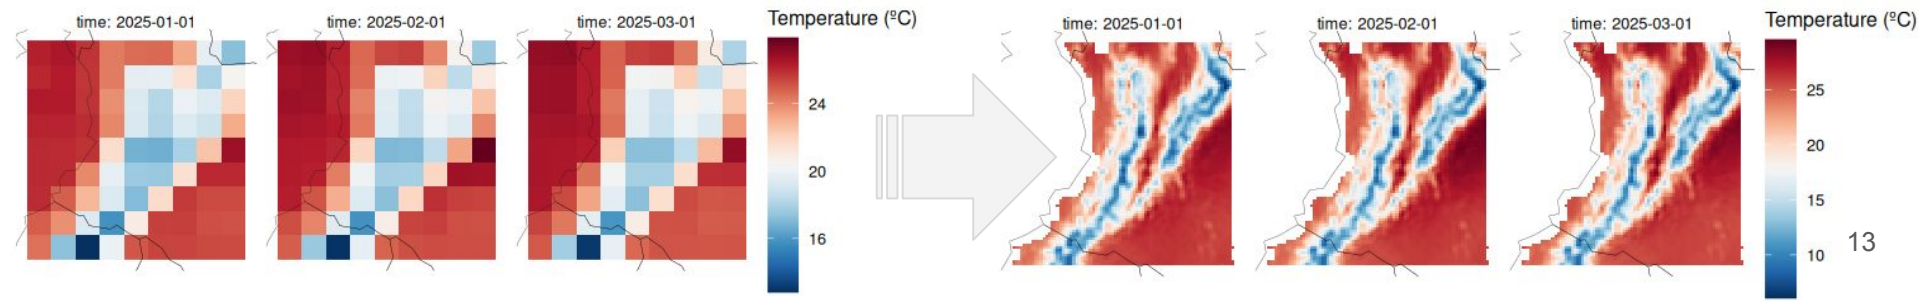 time: 2025-01-01
time: 2025-02-01
time: 2025-03-01
Temperature (ºC)
24
20
16
time: 2025-01-01
time: 2025-02-01
time: 2025-03-01
Temperature (ºC)
25
20
15
10
13